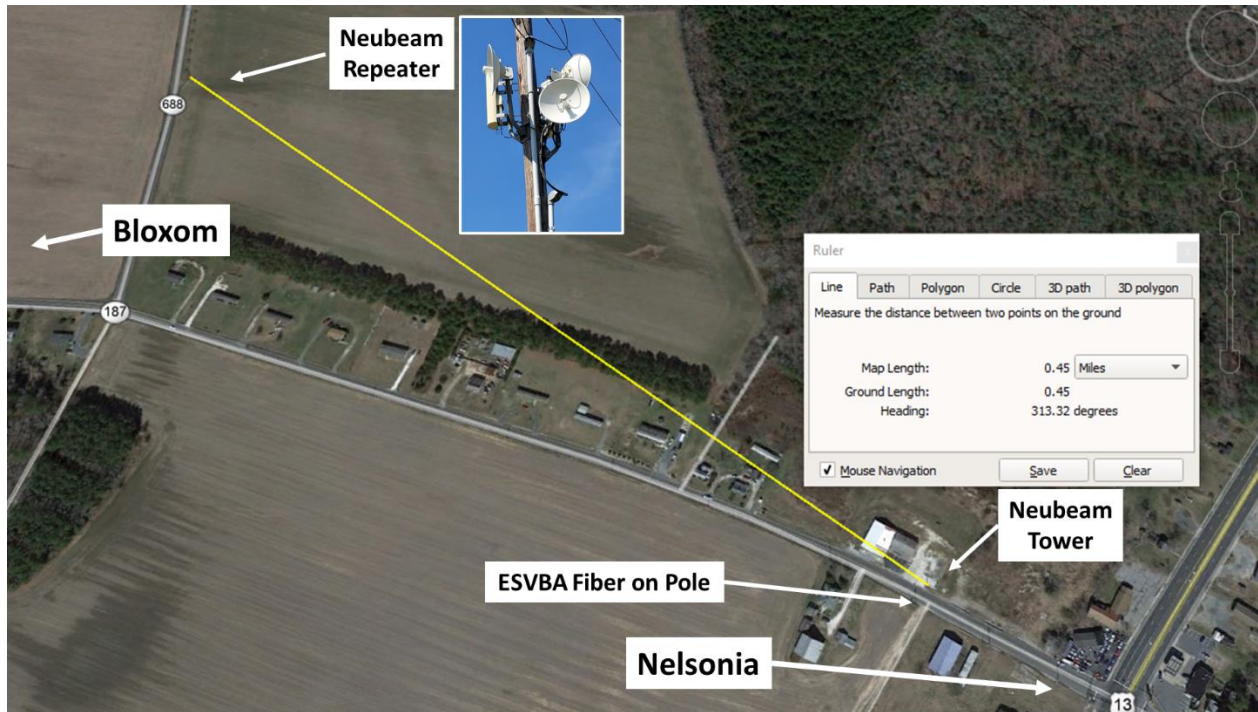 Neubeam
Repeater
688
Bloxom
187
Ruler
Line Path Polygon Circle 3D path 3D polygon
Measure the distance between two points on the ground
Map Length: 0.45 Miles
Ground Length: 0.45
Heading: 313.32 degrees
Mouse Navigation Save Clear
Neubeam
Tower
ESVBA Fiber on Pole
Nelsonia
13